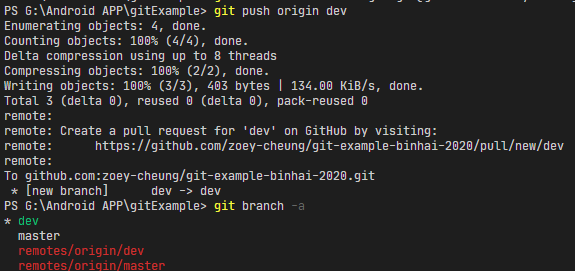 PS G:\Android APP\gitExample> git push origin dev
Enumerating objects: 4, done.
Counting objects: 100% (4/4), done.
Delta compression using up to 8 threads
Compressing objects: 100% (2/2), done.
Writing objects: 100% (3/3), 403 bytes | 134.00 KiB/s, done.
Total 3 (delta 0), reused 0 (delta 0), pack-reused 0
remote:
remote: Create a pull request for 'dev' on GitHub by visiting:
remote:      https://github.com/zoey-cheung/git-example-binhai-2020/pull/new/dev
remote:
To github.com:zoey-cheung/git-example-binhai-2020.git
 * [new branch]      dev -> dev
PS G:\Android APP\gitExample> git branch -a
* dev
  master
  remotes/origin/dev
  remotes/origin/master